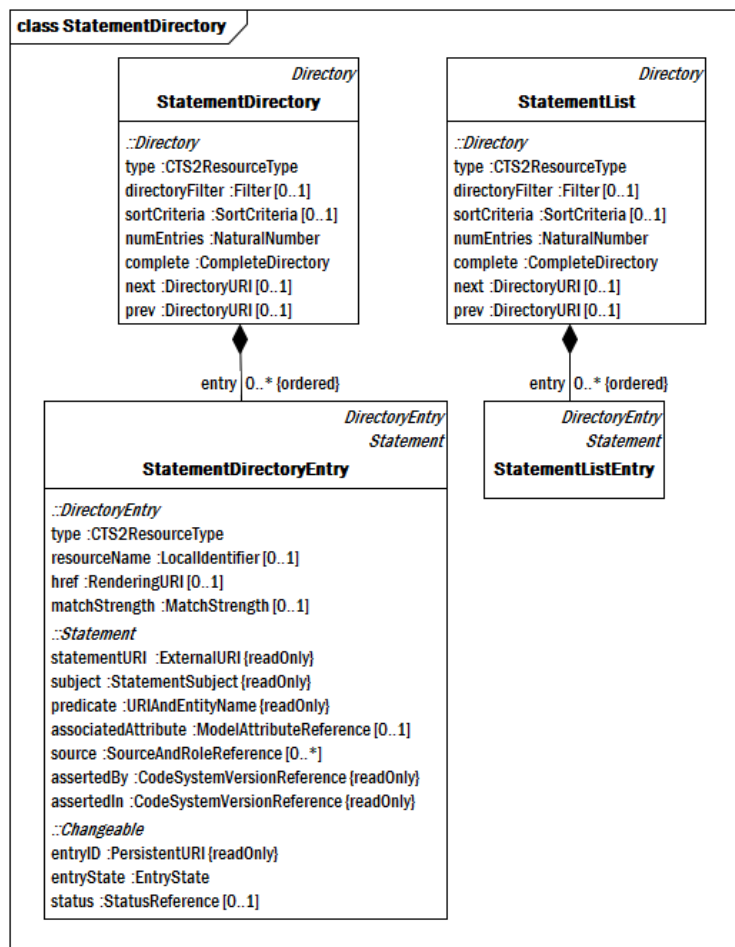 class StatementDirectory
Directory
StatementDirectory
::Directory
type :CTS2ResourceType
directoryFilter :Filter [0..1]
sortCriteria :SortCriteria [0..1]
numEntries :NaturalNumber
complete :CompleteDirectory
next :DirectoryURI [0..1]
prev :DirectoryURI [0..1]
entry 0..* {ordered}
DirectoryEntry
Statement
StatementDirectoryEntry
::DirectoryEntry
type :CTS2ResourceType
resourceName :LocalIdentifier [0..1]
href :RenderingURI [0..1]
matchStrength :MatchStrength [0..1]
::Statement
statementURI :ExternalURI {readOnly}
subject :StatementSubject {readOnly}
predicate :URIAndEntityName {readOnly}
associatedAttribute :ModelAttributeReference [0..1]
source :SourceAndRoleReference [0..*]
assertedBy :CodeSystemVersionReference {readOnly}
assertedIn :CodeSystemVersionReference {readOnly}
::Changeable
entryID :PersistentURI {readOnly}
entryState :EntryState
status :StatusReference [0..1]
Directory
StatementList
::Directory
type :CTS2ResourceType
directoryFilter :Filter [0..1]
sortCriteria :SortCriteria [0..1]
numEntries :NaturalNumber
complete :CompleteDirectory
next :DirectoryURI [0..1]
prev :DirectoryURI [0..1]
entry 0..* {ordered}
DirectoryEntry
Statement
StatementListEntry